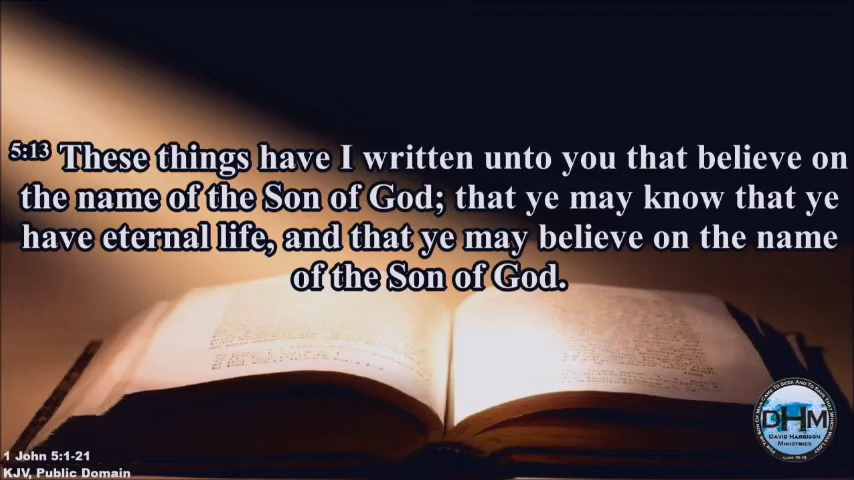 5:13 These things have I written unto you that believe on
the name of the Son of God; that ye may know that ye
have eternal life, and that ye may believe on the name
of the Son of God.
1 John 5:1-21
KJV, Public Domain
DHM
DAVID HARBISON
MINISTRIES